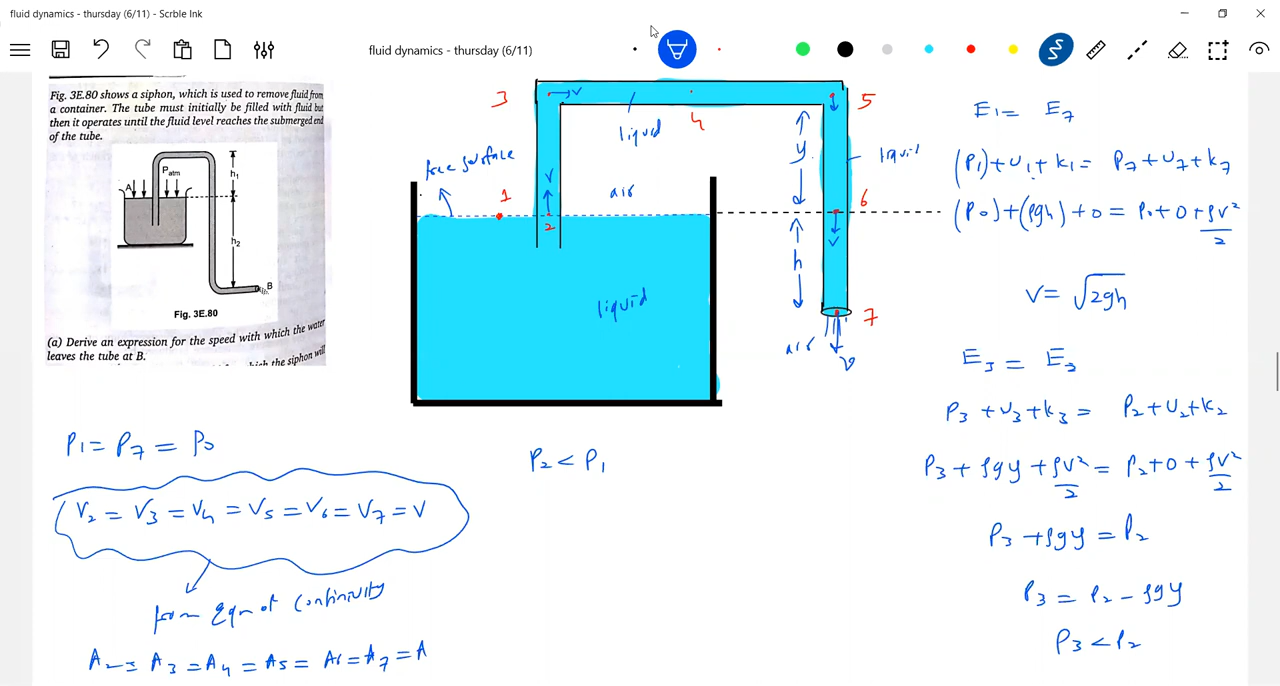 fluid dynamics - thursday (6/11) - Scrble Ink
fluid dynamics - thursday (6/11)
Fig. 3E.80 shows a siphon, which is used to remove fluid from
a container. The tube must initially be filled with fluid but
then it operates until the fluid level reaches the submerged end
of the tube.
A
Patm
h₁
h₂
B
Fig. 3E.80
(a) Derive an expression for the speed with which the water
leaves the tube at B.
the siphon will
3
v
liquid
4
5
free surface
1
v
2
air
y
liquid
6
v
h
liquid
7
air
v
E₁ = E₇
(P₁) + U₁ + K₁ = P₇ + U₇ + K₇
(P₀) + (ρgh) + 0 = P₀ + 0 + ρv²/2
v = √2gh
E₃ = E₂
P₃ + U₃ + K₃ = P₂ + U₂ + K₂
P₃ + ρgy + ρv²/2 = P₂ + 0 + ρv²/2
P₃ + ρgy = P₂
P₃ = P₂ - ρgy
P₃ < P₂
P₁ = P₇ = P₀
P₂ < P₁
V₂ = V₃ = V₄ = V₅ = V₆ = V₇ = V
from Eqn of Continuity
A₂ = A₃ = A₄ = A₅ = A₆ = A₇ = A